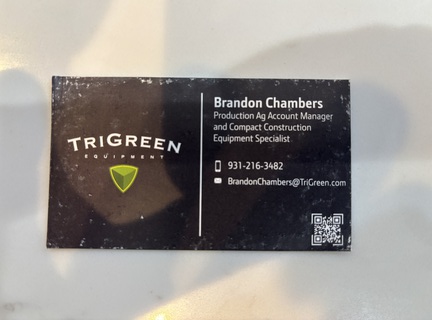 TRIGREEN
EQUIPMENT
Brandon Chambers
Production Ag Account Manager
and Compact Construction
Equipment Specialist
931-216-3482
BrandonChambers@TriGreen.com